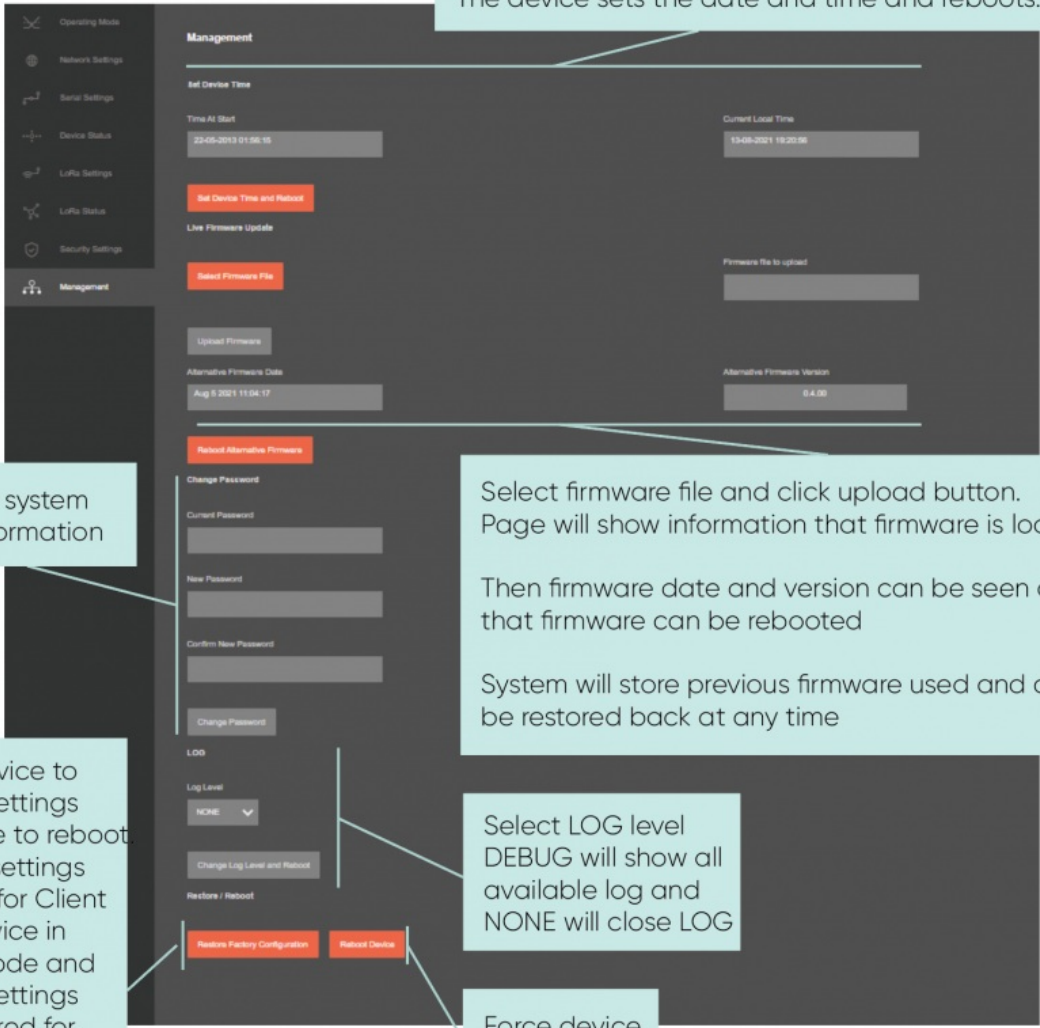 The device sets the date and time and reboots.
Operating Mode
Network Settings
Serial Settings
Device Status
LoRa Settings
LoRa Status
Security Settings
Management
Management
Set Device Time
Time At Start
Current Local Time
22-05-2013 01:56:15
13-08-2021 18:20:56
Set Device Time and Reboot
Live Firmware Update
Select Firmware File
Firmware file to upload
Upload Firmware
Alternative Firmware Date
Alternative Firmware Version
Aug 5 2021 11:04:17
0.4.00
Reboot Alternative Firmware
Change Password
Current Password
New Password
Confirm New Password
Change Password
system
ormation
Select firmware file and click upload button.
Page will show information that firmware is loa
Then firmware date and version can be seen
that firmware can be rebooted
System will store previous firmware used and
be restored back at any time
LOG
Log Level
NONE
Change Log Level and Reboot
Select LOG level
DEBUG will show all
available log and
NONE will close LOG
Restore / Reboot
Restore Factory Configuration
Reboot Device
vice to
ettings
e to reboot.
settings
for Client
vice in
ode and
ettings
red for
Force device